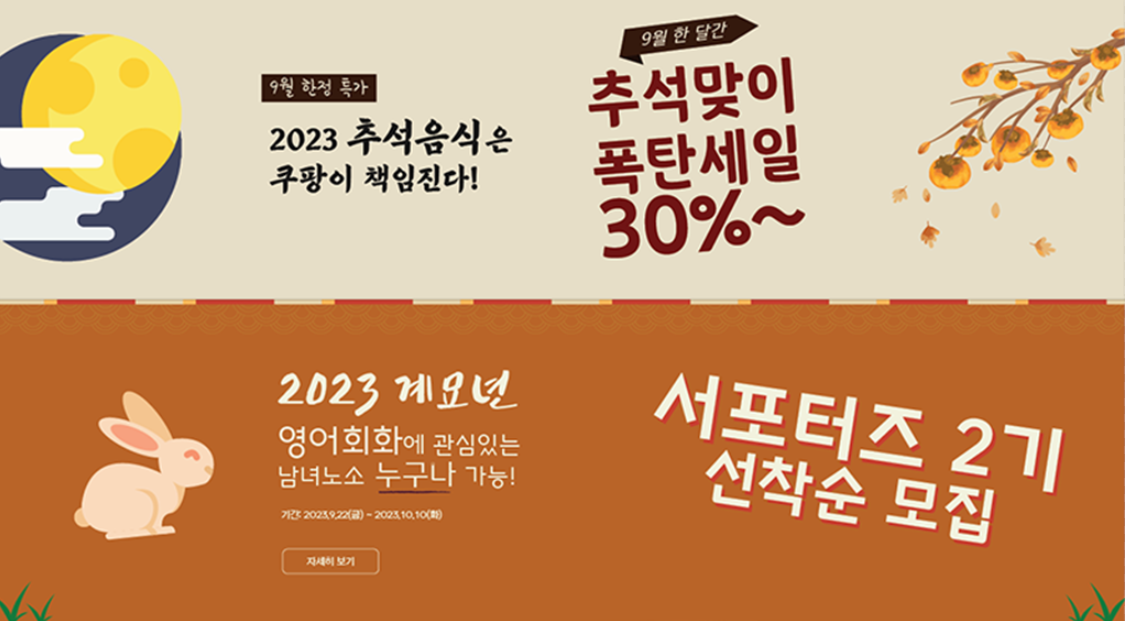 9월 한정 특가
2023 추석음식은
쿠팡이 책임진다!
9월 한 달간
추석맞이
폭탄세일
30%~
2023 계묘년
영어회화에 관심있는
남녀노소 누구나 가능!
기간: 2023.9.22(금) ~ 2023.10.10(화)
자세히 보기
서포터즈 2기
선착순 모집